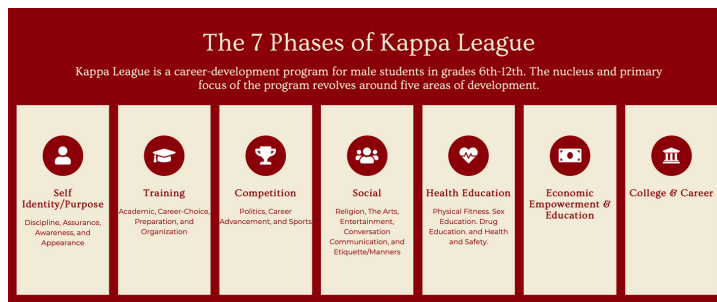 The 7 Phases of Kappa League
Kappa League is a career-development program for male students in grades 6th-12th. The nucleus and primary
focus of the program revolves around five areas of development.
Self
Identity/Purpose
Discipline, Assurance,
Awareness, and
Appearance
Training
Academic, Career-Choice,
Preparation, and
Organization
Competition
Politics, Career
Advancement, and Sports
Social
Religion, The Arts,
Entertainment,
Conversation
Communication, and
Etiquette/Manners
Health Education
Physical Fitness. Sex
Education. Drug
Education. and Health
and Safety.
Economic
Empowerment &
Education
College & Career